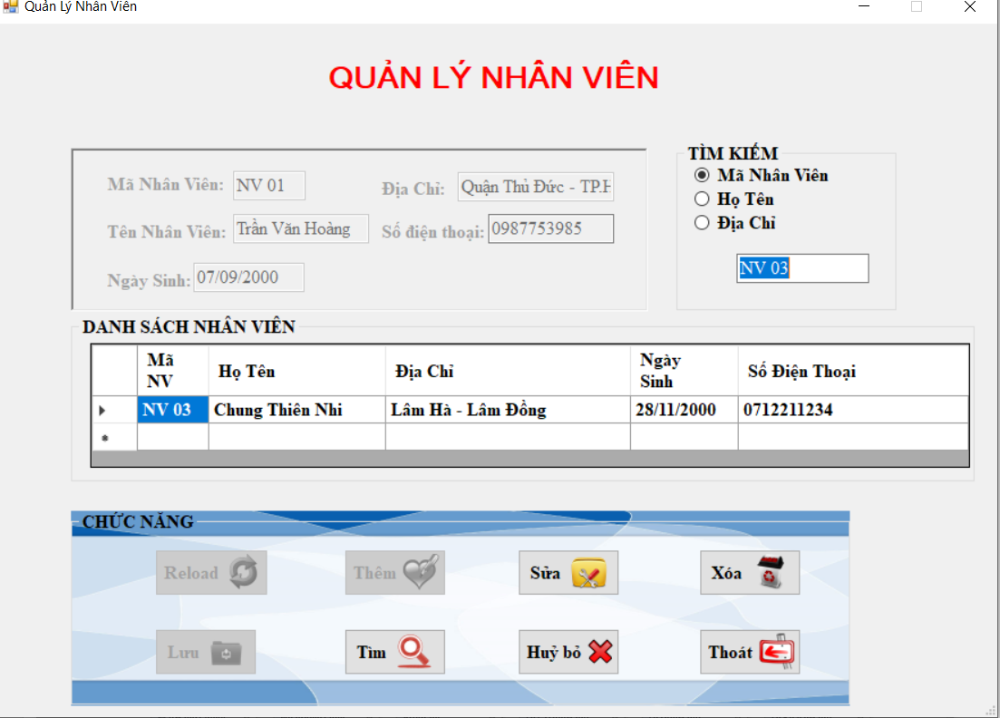 Quản Lý Nhân Viên
QUẢN LÝ NHÂN VIÊN
Mã Nhân Viên: NV 01
Địa Chỉ: Quận Thủ Đức - TP.H
Tên Nhân Viên: Trần Văn Hoàng
Số điện thoại: 0987753985
Ngày Sinh: 07/09/2000
TÌM KIẾM
Mã Nhân Viên
Họ Tên
Địa Chỉ
NV 03
DANH SÁCH NHÂN VIÊN
Mã NV Họ Tên Địa Chỉ Ngày Sinh Số Điện Thoại
NV 03 Chung Thiên Nhi Lâm Hà - Lâm Đồng 28/11/2000 0712211234
CHỨC NĂNG
Reload Thêm Sửa Xóa
Lưu Tìm Huỷ bỏ Thoát